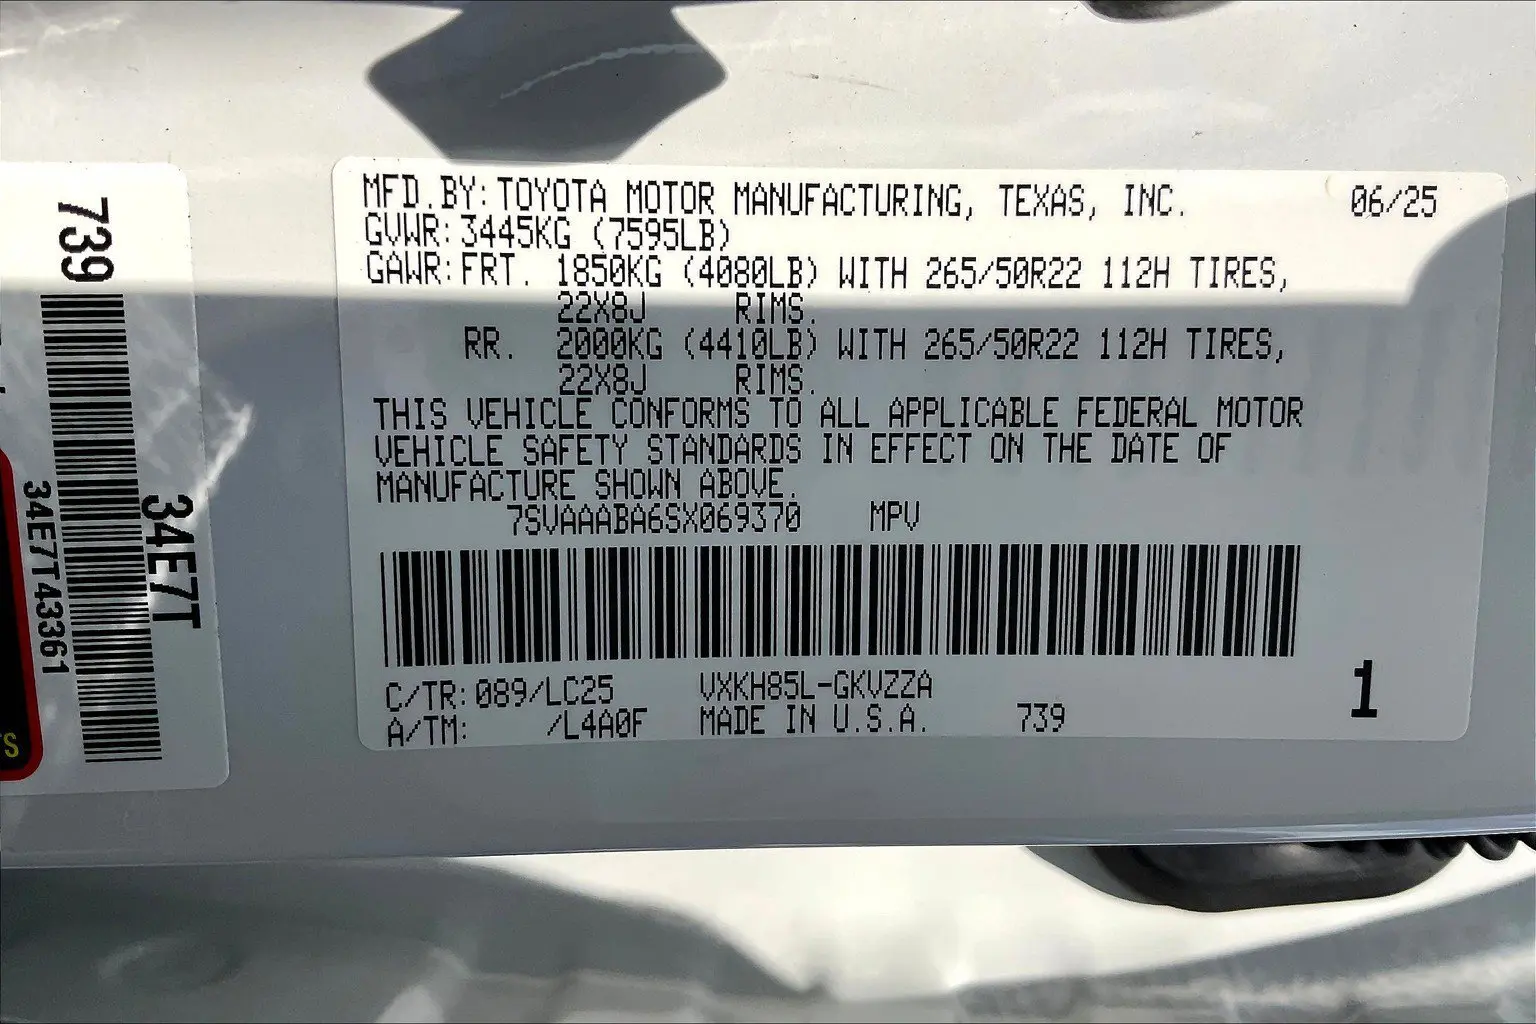 MFD.BY: TOYOTA MOTOR MANUFACTURING, TEXAS, INC. 06/25
GVWR: 3445KG (7595LB)
GAWR: FRT. 1850KG (4080LB) WITH 265/50R22 112H TIRES,
22X8J RIMS.
RR. 2000KG (4410LB) WITH 265/50R22 112H TIRES,
22X8J RIMS.
THIS VEHICLE CONFORMS TO ALL APPLICABLE FEDERAL MOTOR
VEHICLE SAFETY STANDARDS IN EFFECT ON THE DATE OF
MANUFACTURE SHOWN ABOVE.
7SVAAABA6SX069370 MPV
C/TR: 089/LC25 VXKH85L-GKVZZA
A/TM: /L4A0F MADE IN U.S.A. 739
1
739
34E7T
34E7T43361